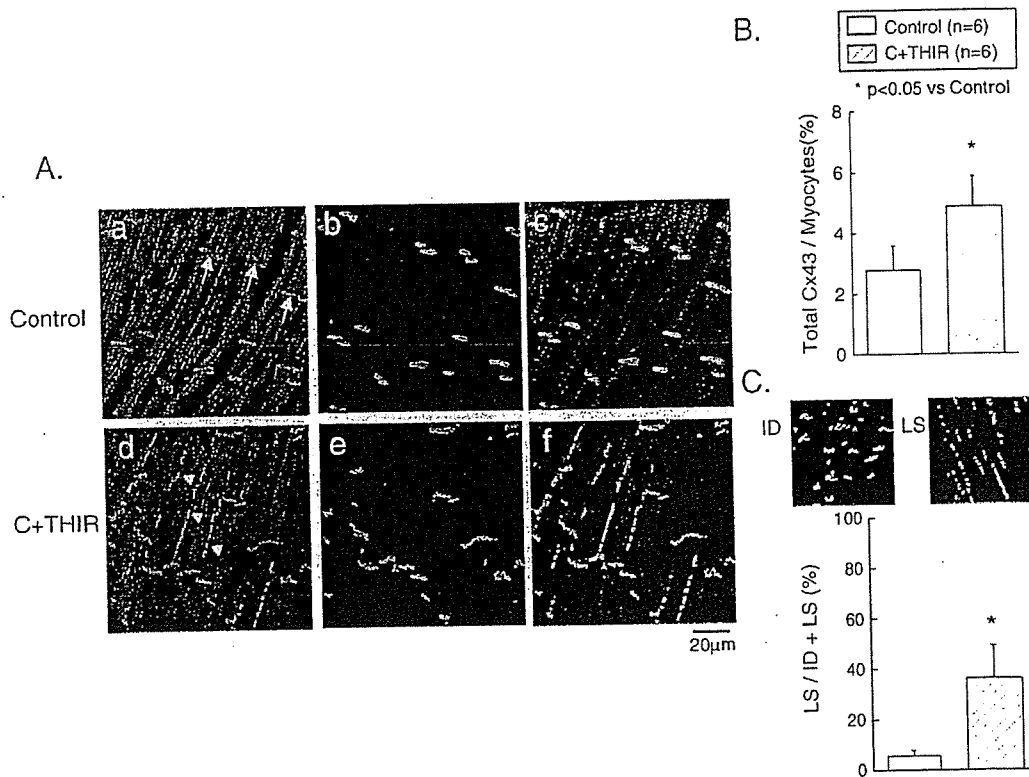 A.
Control
C+THIR
a
b
c
d
e
f
20μm
B.
Control (n=6)
C+THIR (n=6)
* p<0.05 vs Control
Total Cx43 / Myocytes(%)
8
6
4
2
0
*
C.
ID
LS
LS / ID + LS (%)
100
80
60
40
20
0
*